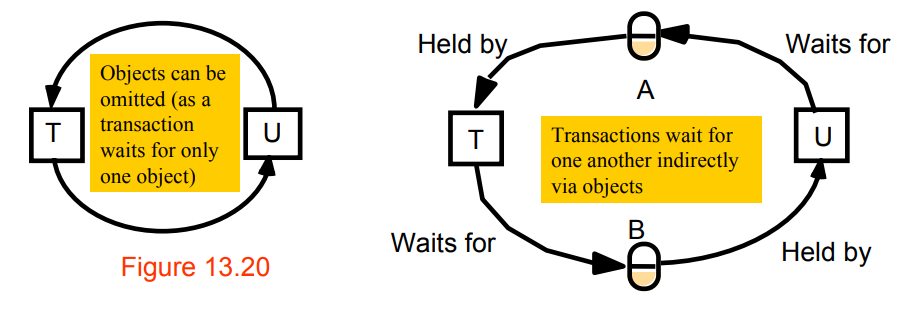 T
Objects can be
omitted (as a
transaction
waits for only
one object)
U
Figure 13.20
Held by
Waits for
A
T
Transactions wait for
one another indirectly
via objects
U
Waits for
B
Held by